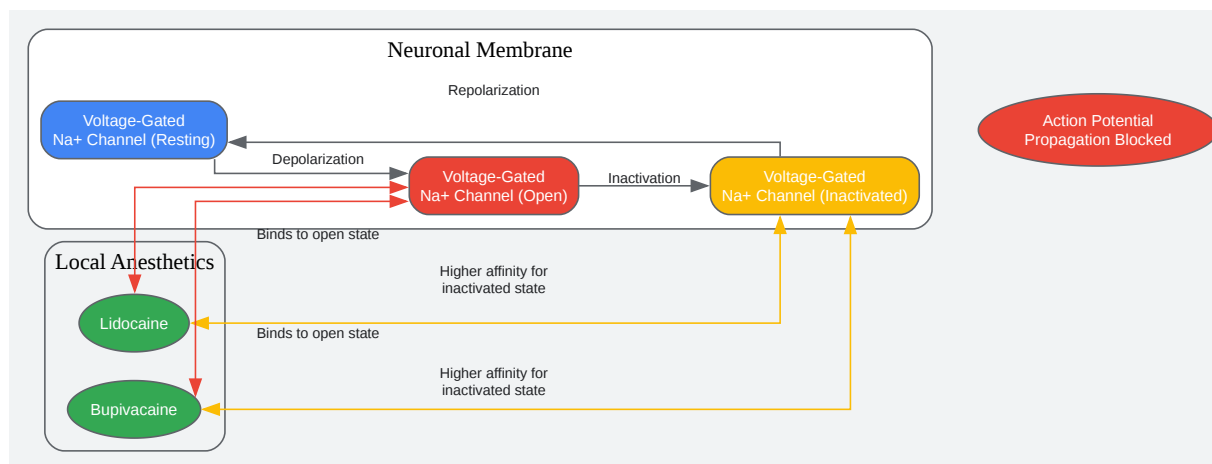 Neuronal Membrane
Repolarization
Voltage-Gated
Na+ Channel (Resting)
Action Potential
Propagation Blocked
Depolarization
Voltage-Gated
Na+ Channel (Open)
Inactivation
Voltage-Gated
Na+ Channel (Inactivated)
Binds to open state
Local Anesthetics
Higher affinity for
inactivated state
Lidocaine
Binds to open state
Higher affinity for
inactivated state
Bupivacaine